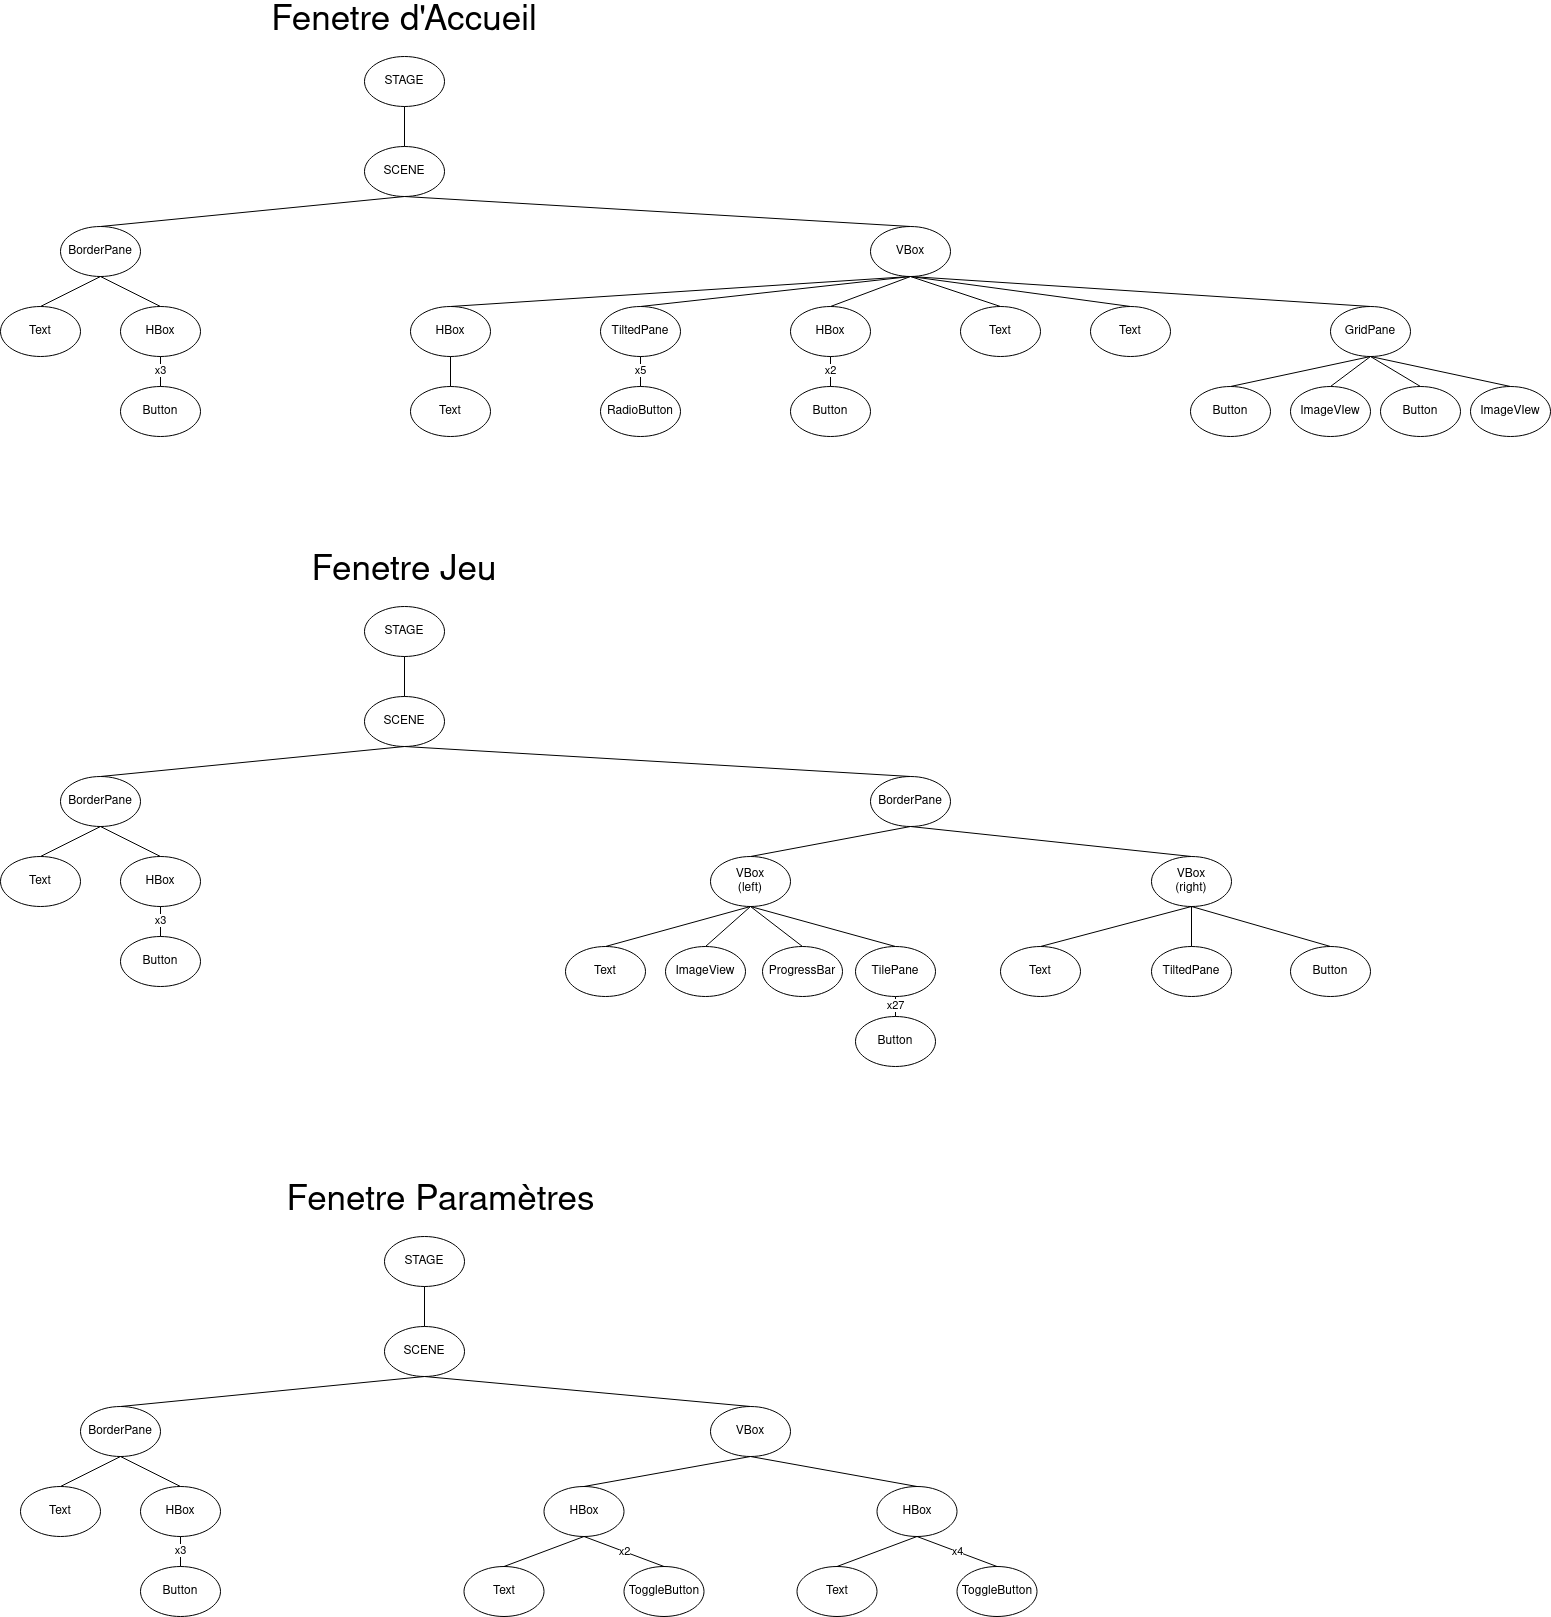 Fenetre d'Accueil
STAGE
SCENE
BorderPane
VBox
Text
HBox
HBox
TiltedPane
HBox
Text
Text
GridPane
x3
x5
x2
Button
Text
RadioButton
Button
Button
ImageVIew
Button
ImageVIew
Fenetre Jeu
STAGE
SCENE
BorderPane
BorderPane
Text
HBox
VBox
(left)
VBox
(right)
x3
Button
Text
ImageView
ProgressBar
TilePane
Text
TiltedPane
Button
x27
Button
Fenetre Paramètres
STAGE
SCENE
BorderPane
VBox
Text
HBox
HBox
HBox
x3
x2
x4
Button
Text
ToggleButton
Text
ToggleButton